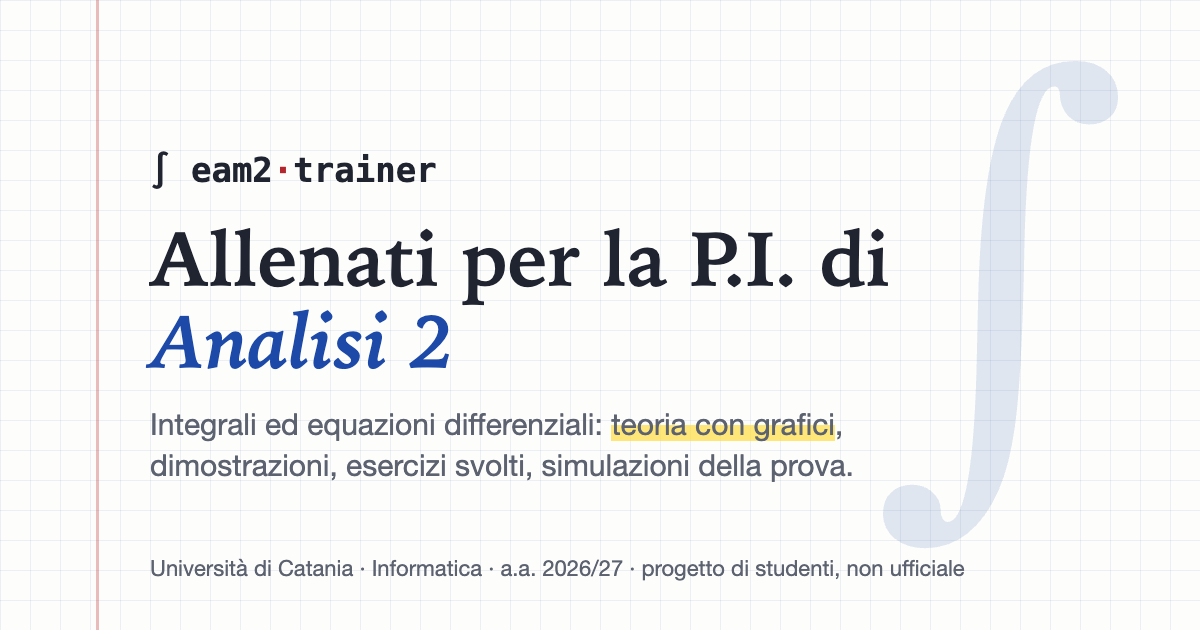 ∫ eam2·trainer
Allenati per la P.I. di
Analisi 2
Integrali ed equazioni differenziali: teoria con grafici,
dimostrazioni, esercizi svolti, simulazioni della prova.
Università di Catania · Informatica · a.a. 2026/27 · progetto di studenti, non ufficiale
∫